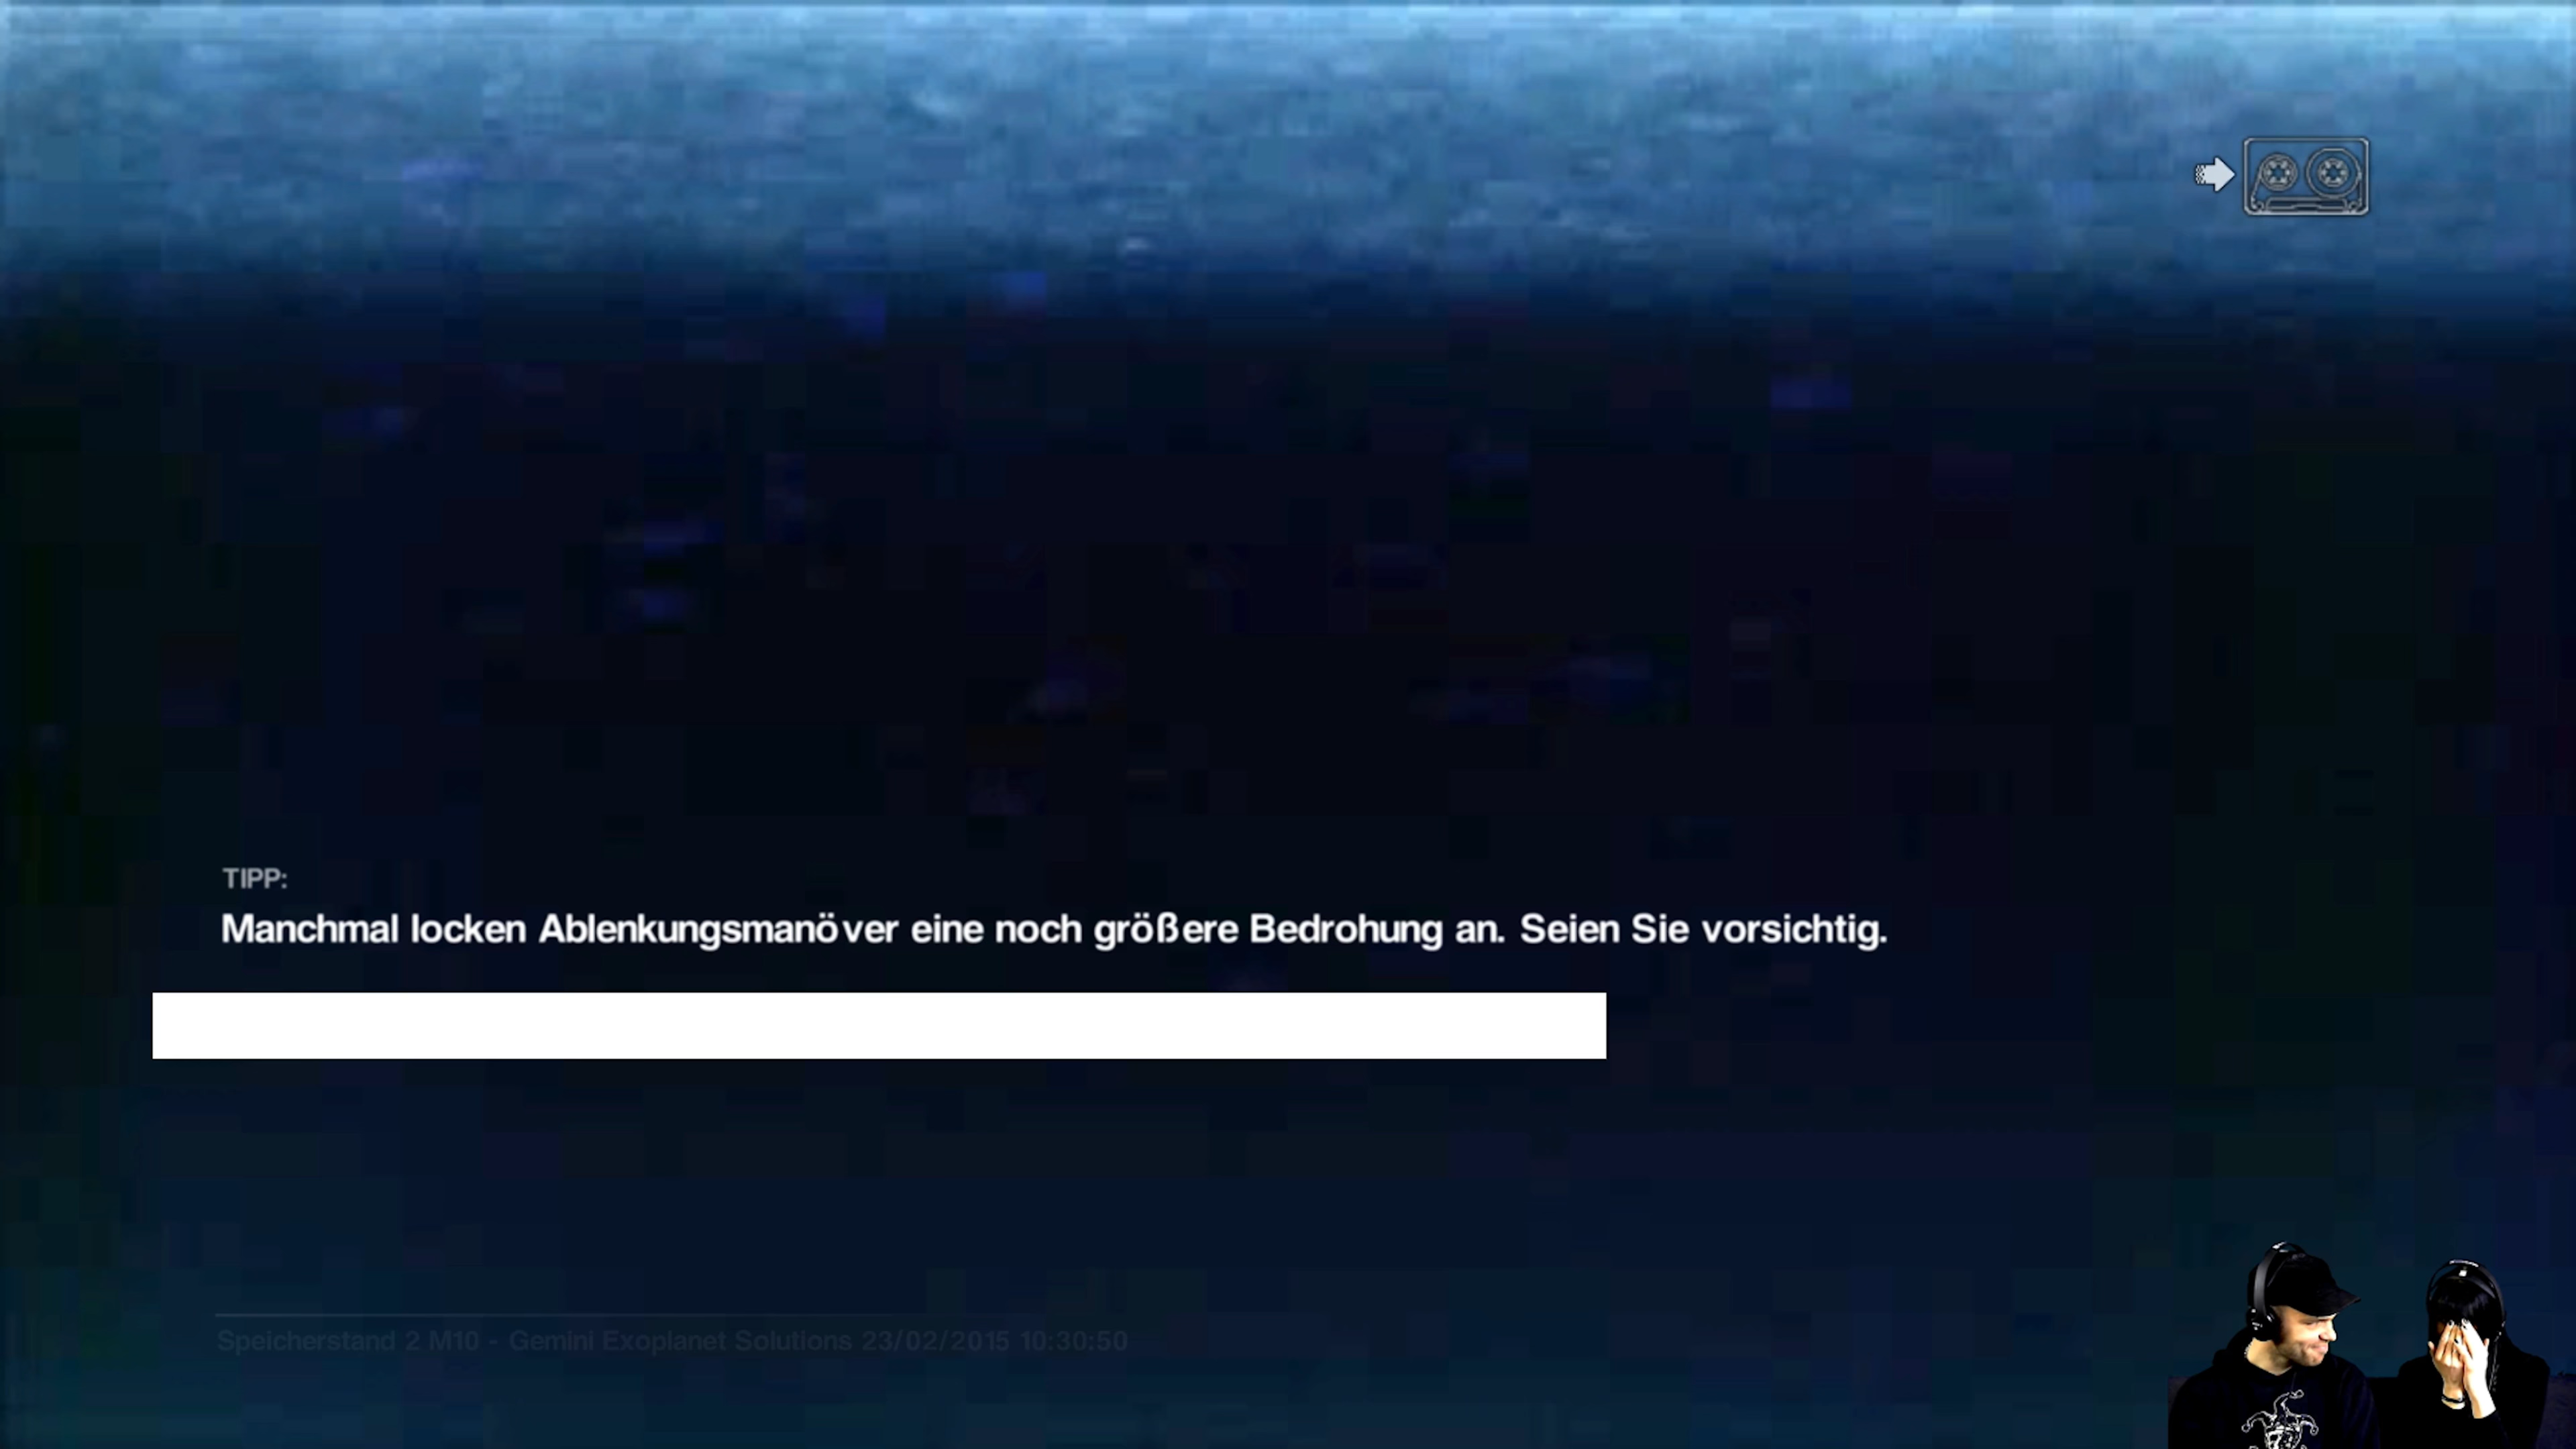 TIPP:
Manchmal locken Ablenkungsmanöver eine noch größere Bedrohung an. Seien Sie vorsichtig.
Speicherstand 2 M10 - Gemini Exoplanet Solutions 23/02/2015 10:30:50